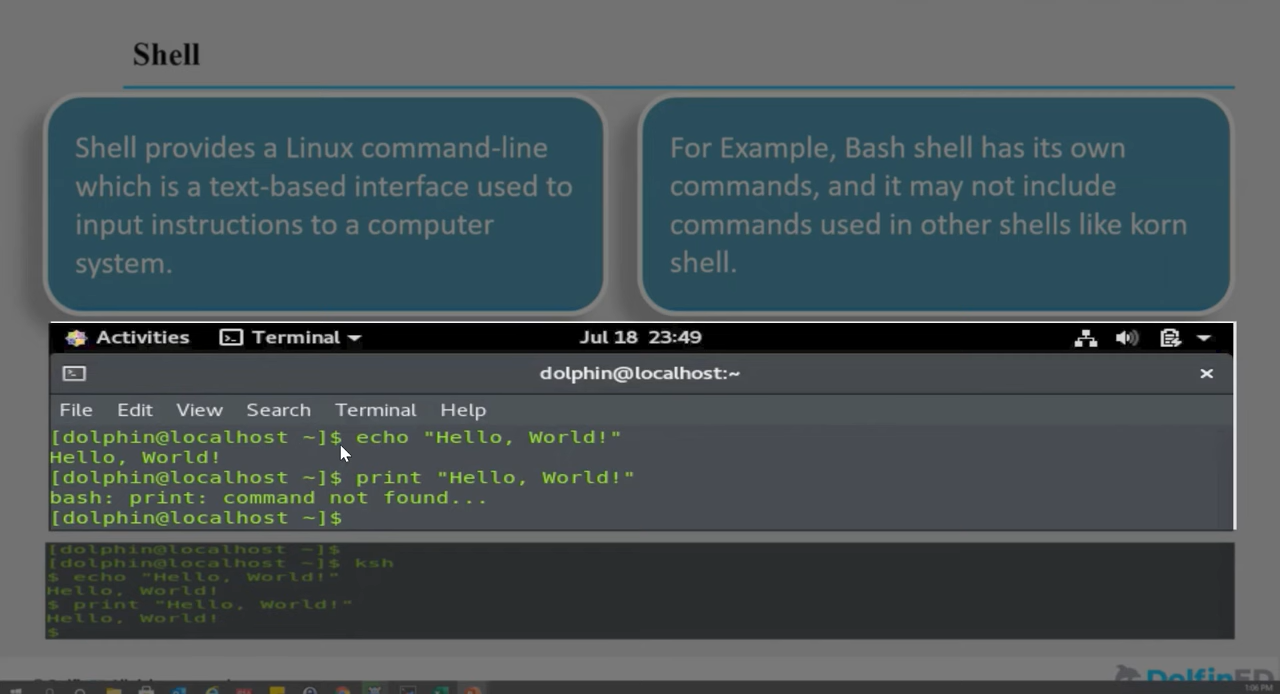 Shell
Shell provides a Linux command-line
which is a text-based interface used to
input instructions to a computer
system.
For Example, Bash shell has its own
commands, and it may not include
commands used in other shells like korn
shell.
Activities Terminal Jul 18 23:49
dolphin@localhost:~
File Edit View Search Terminal Help
[dolphin@localhost ~]$ echo "Hello, World!"
Hello, World!
[dolphin@localhost ~]$ print "Hello, World!"
bash: print: command not found...
[dolphin@localhost ~]$
[dolphin@localhost ~]$
[dolphin@localhost ~]$ ksh
$ echo "Hello, World!"
Hello, World!
$ print "Hello, World!"
Hello, World!
$
DolfinED
1:06 PM